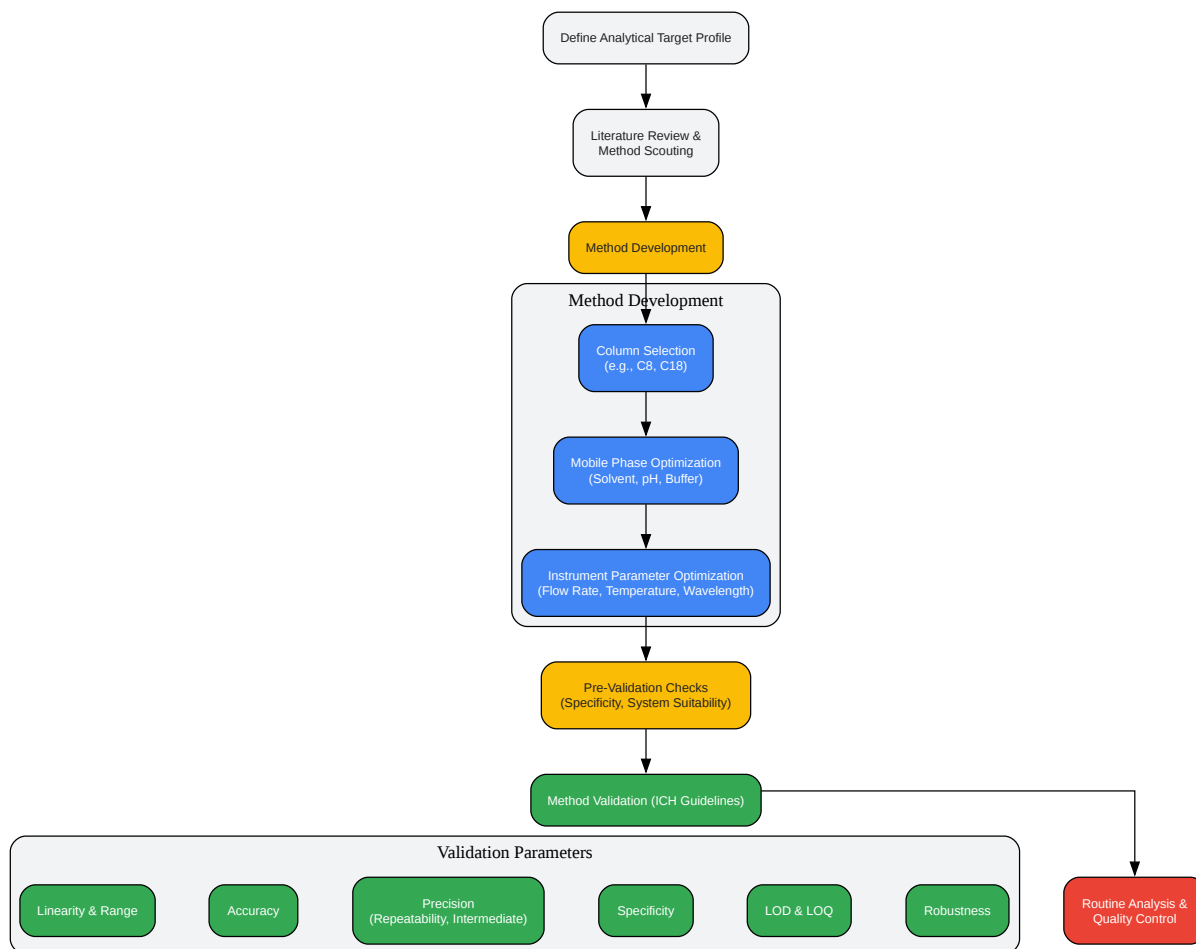 Define Analytical Target Profile
Literature Review &
Method Scouting
Method Development
Method Development
Column Selection
(e.g., C8, C18)
Mobile Phase Optimization
(Solvent, pH, Buffer)
Instrument Parameter Optimization
(Flow Rate, Temperature, Wavelength)
Pre-Validation Checks
(Specificity, System Suitability)
Method Validation (ICH Guidelines)
Validation Parameters
Linearity & Range
Accuracy
Precision
(Repeatability, Intermediate)
Specificity
LOD & LOQ
Robustness
Routine Analysis &
Quality Control